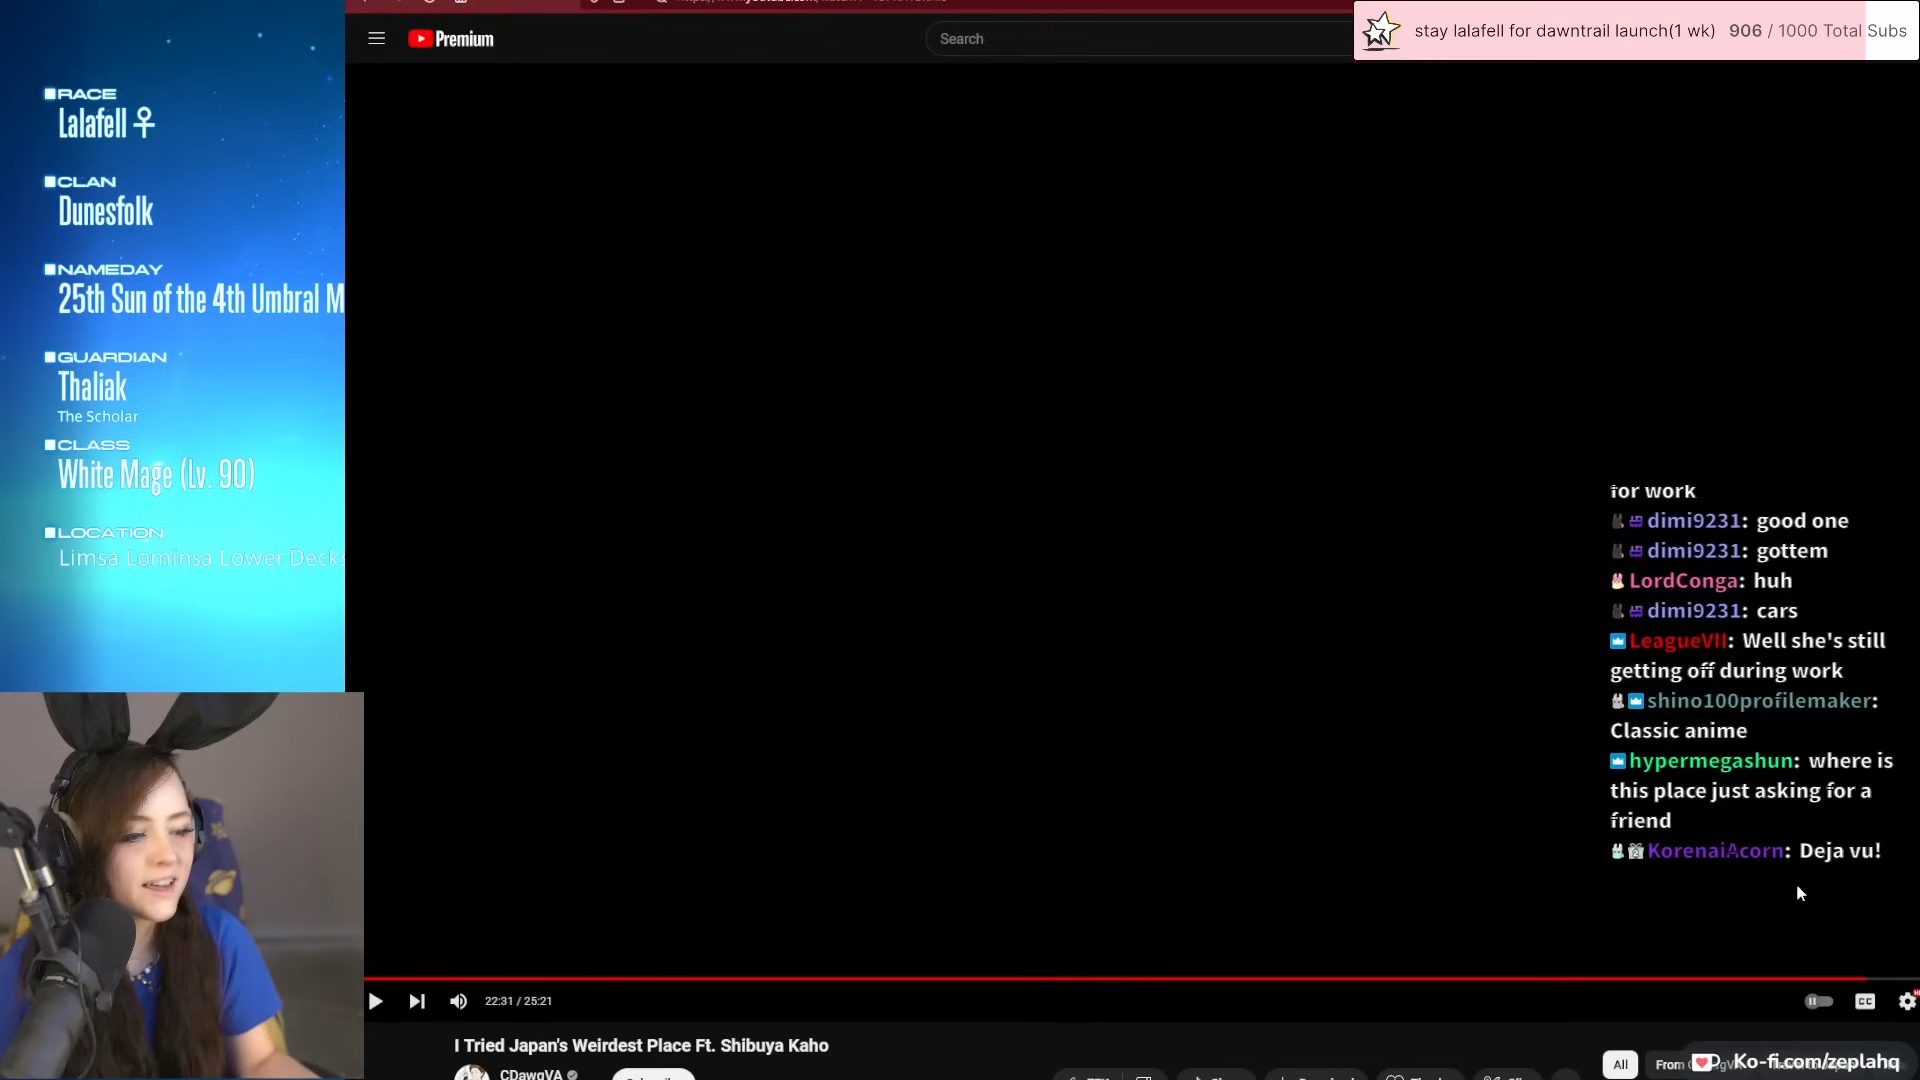 RACE
Lalafell ♀
CLAN
Dunesfolk
NAMEDAY
25th Sun of the 4th Umbral M
GUARDIAN
Thaliak
The Scholar
CLASS
White Mage (Lv. 90)
LOCATION
Limsa Lominsa Lower Decks
Premium
Search
stay lalafell for dawntrail launch(1 wk) 906 / 1000 Total Subs
for work
dimi9231: good one
dimi9231: gottem
LordConga: huh
dimi9231: cars
LeagueVII: Well she's still
getting off during work
shino100profilemaker:
Classic anime
hypermegashun: where is
this place just asking for a
friend
KorenaiAcorn: Deja vu!
22:31 / 25:21
CC
I Tried Japan's Weirdest Place Ft. Shibuya Kaho
CDawgVA
All
From
Ko-fi.com/zeplahq